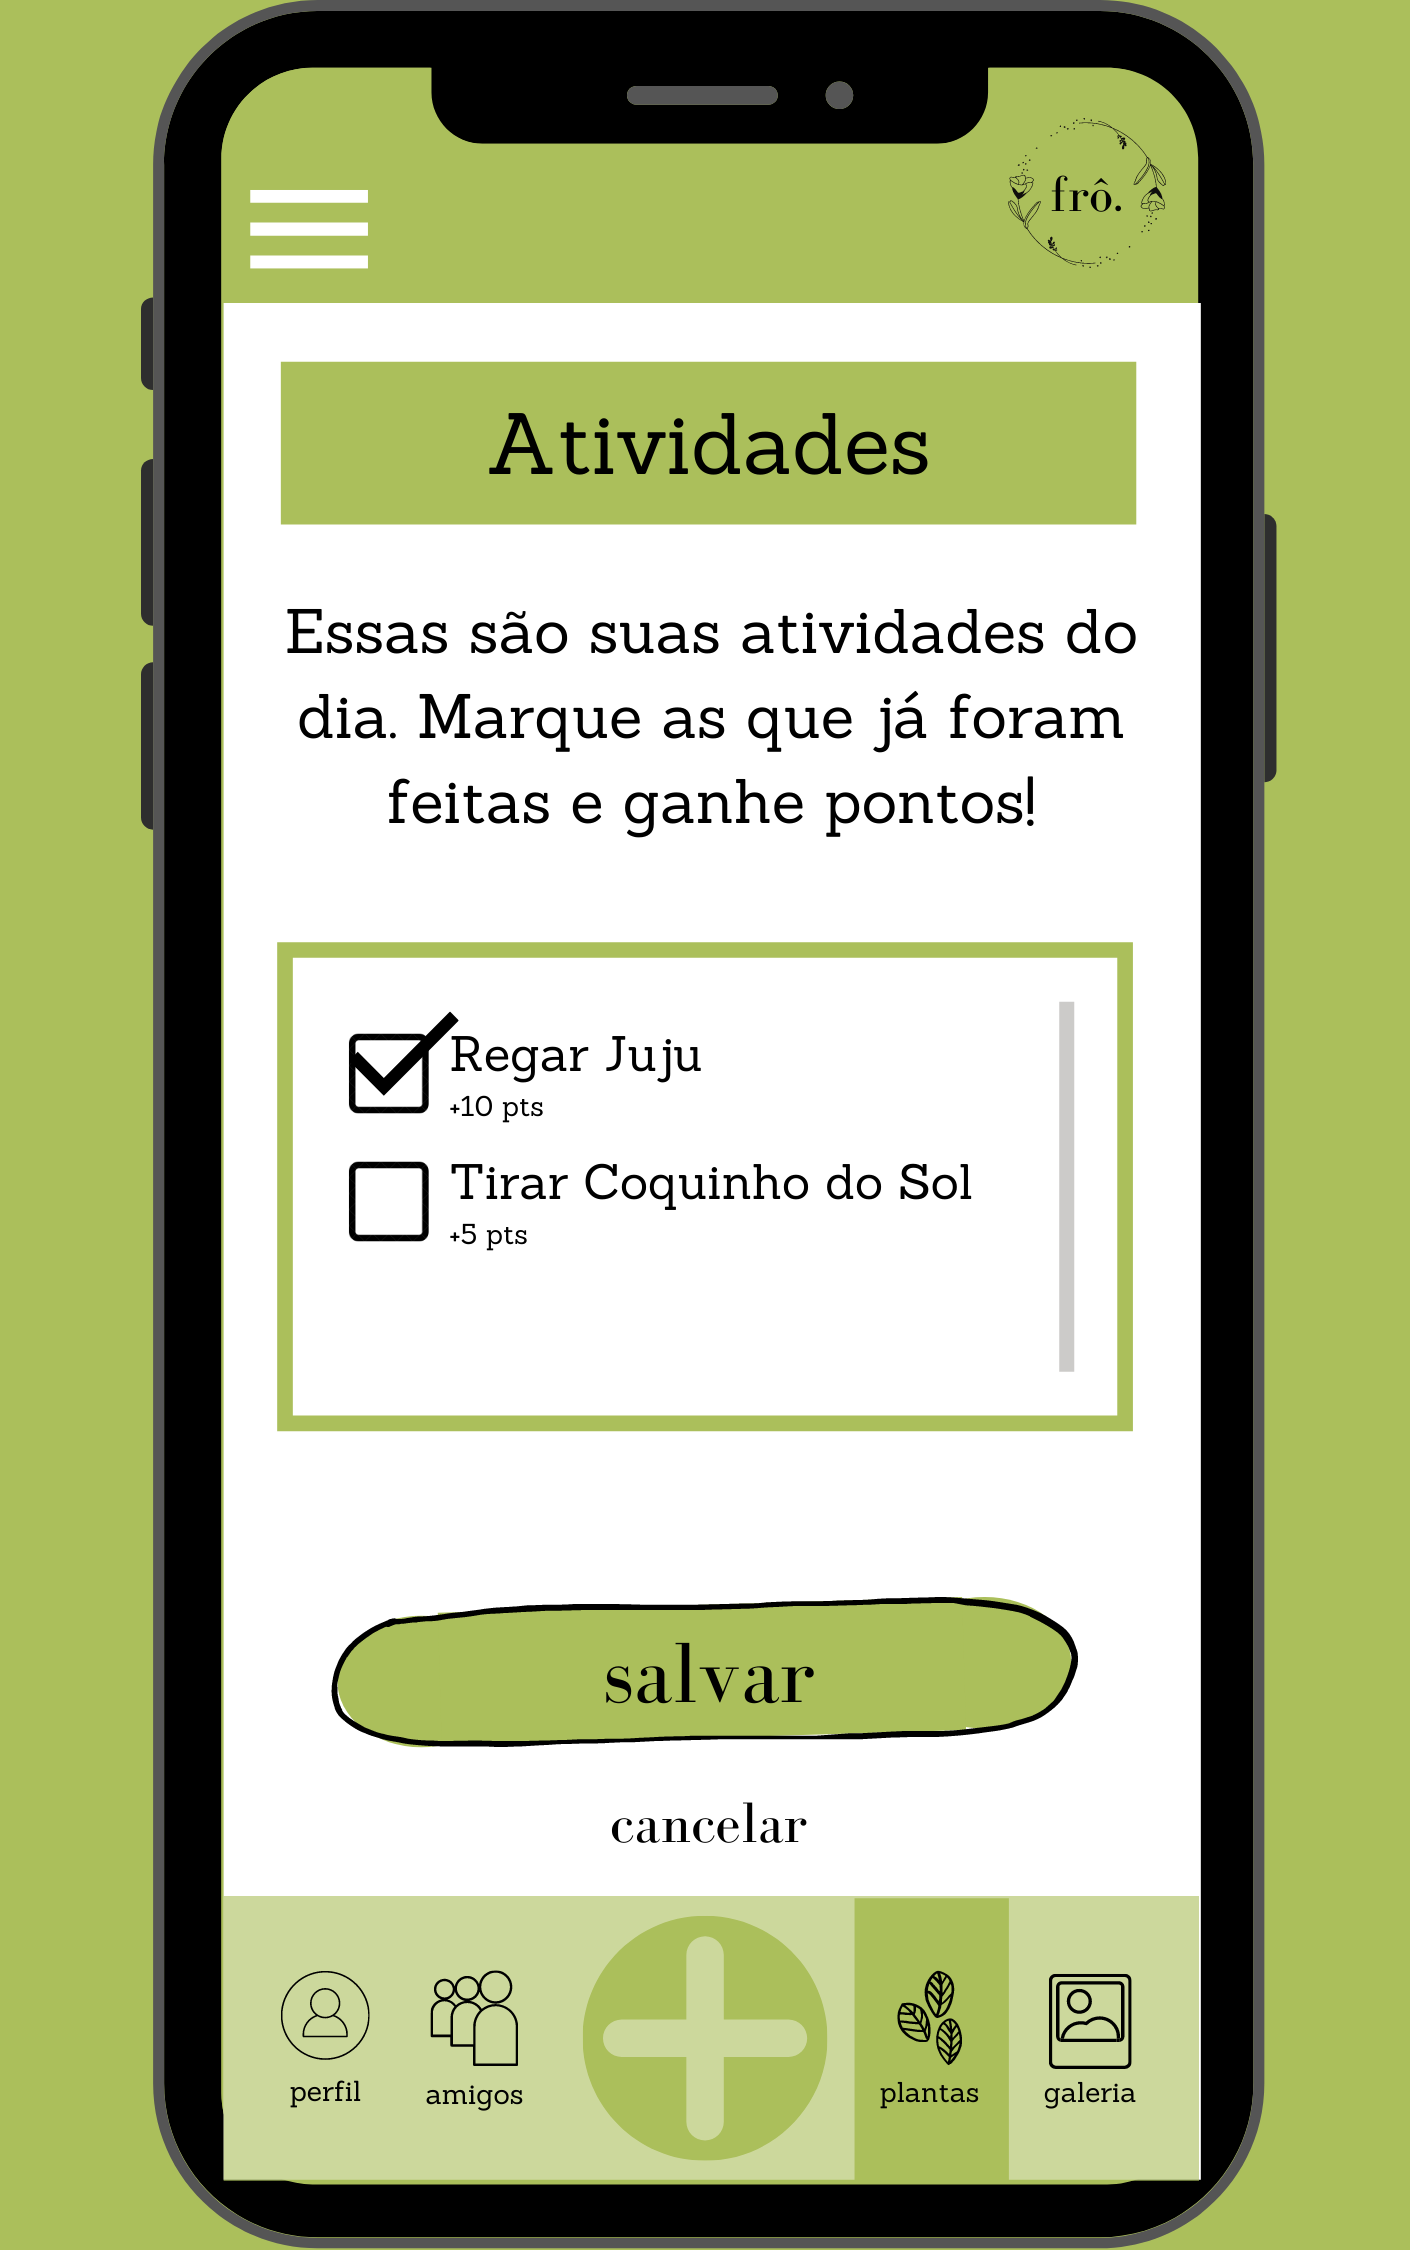 frô.
Atividades
Essas são suas atividades do
dia. Marque as que já foram
feitas e ganhe pontos!
Regar Juju
+10 pts
Tirar Coquinho do Sol
+5 pts
salvar
cancelar
perfil
amigos
plantas
galeria